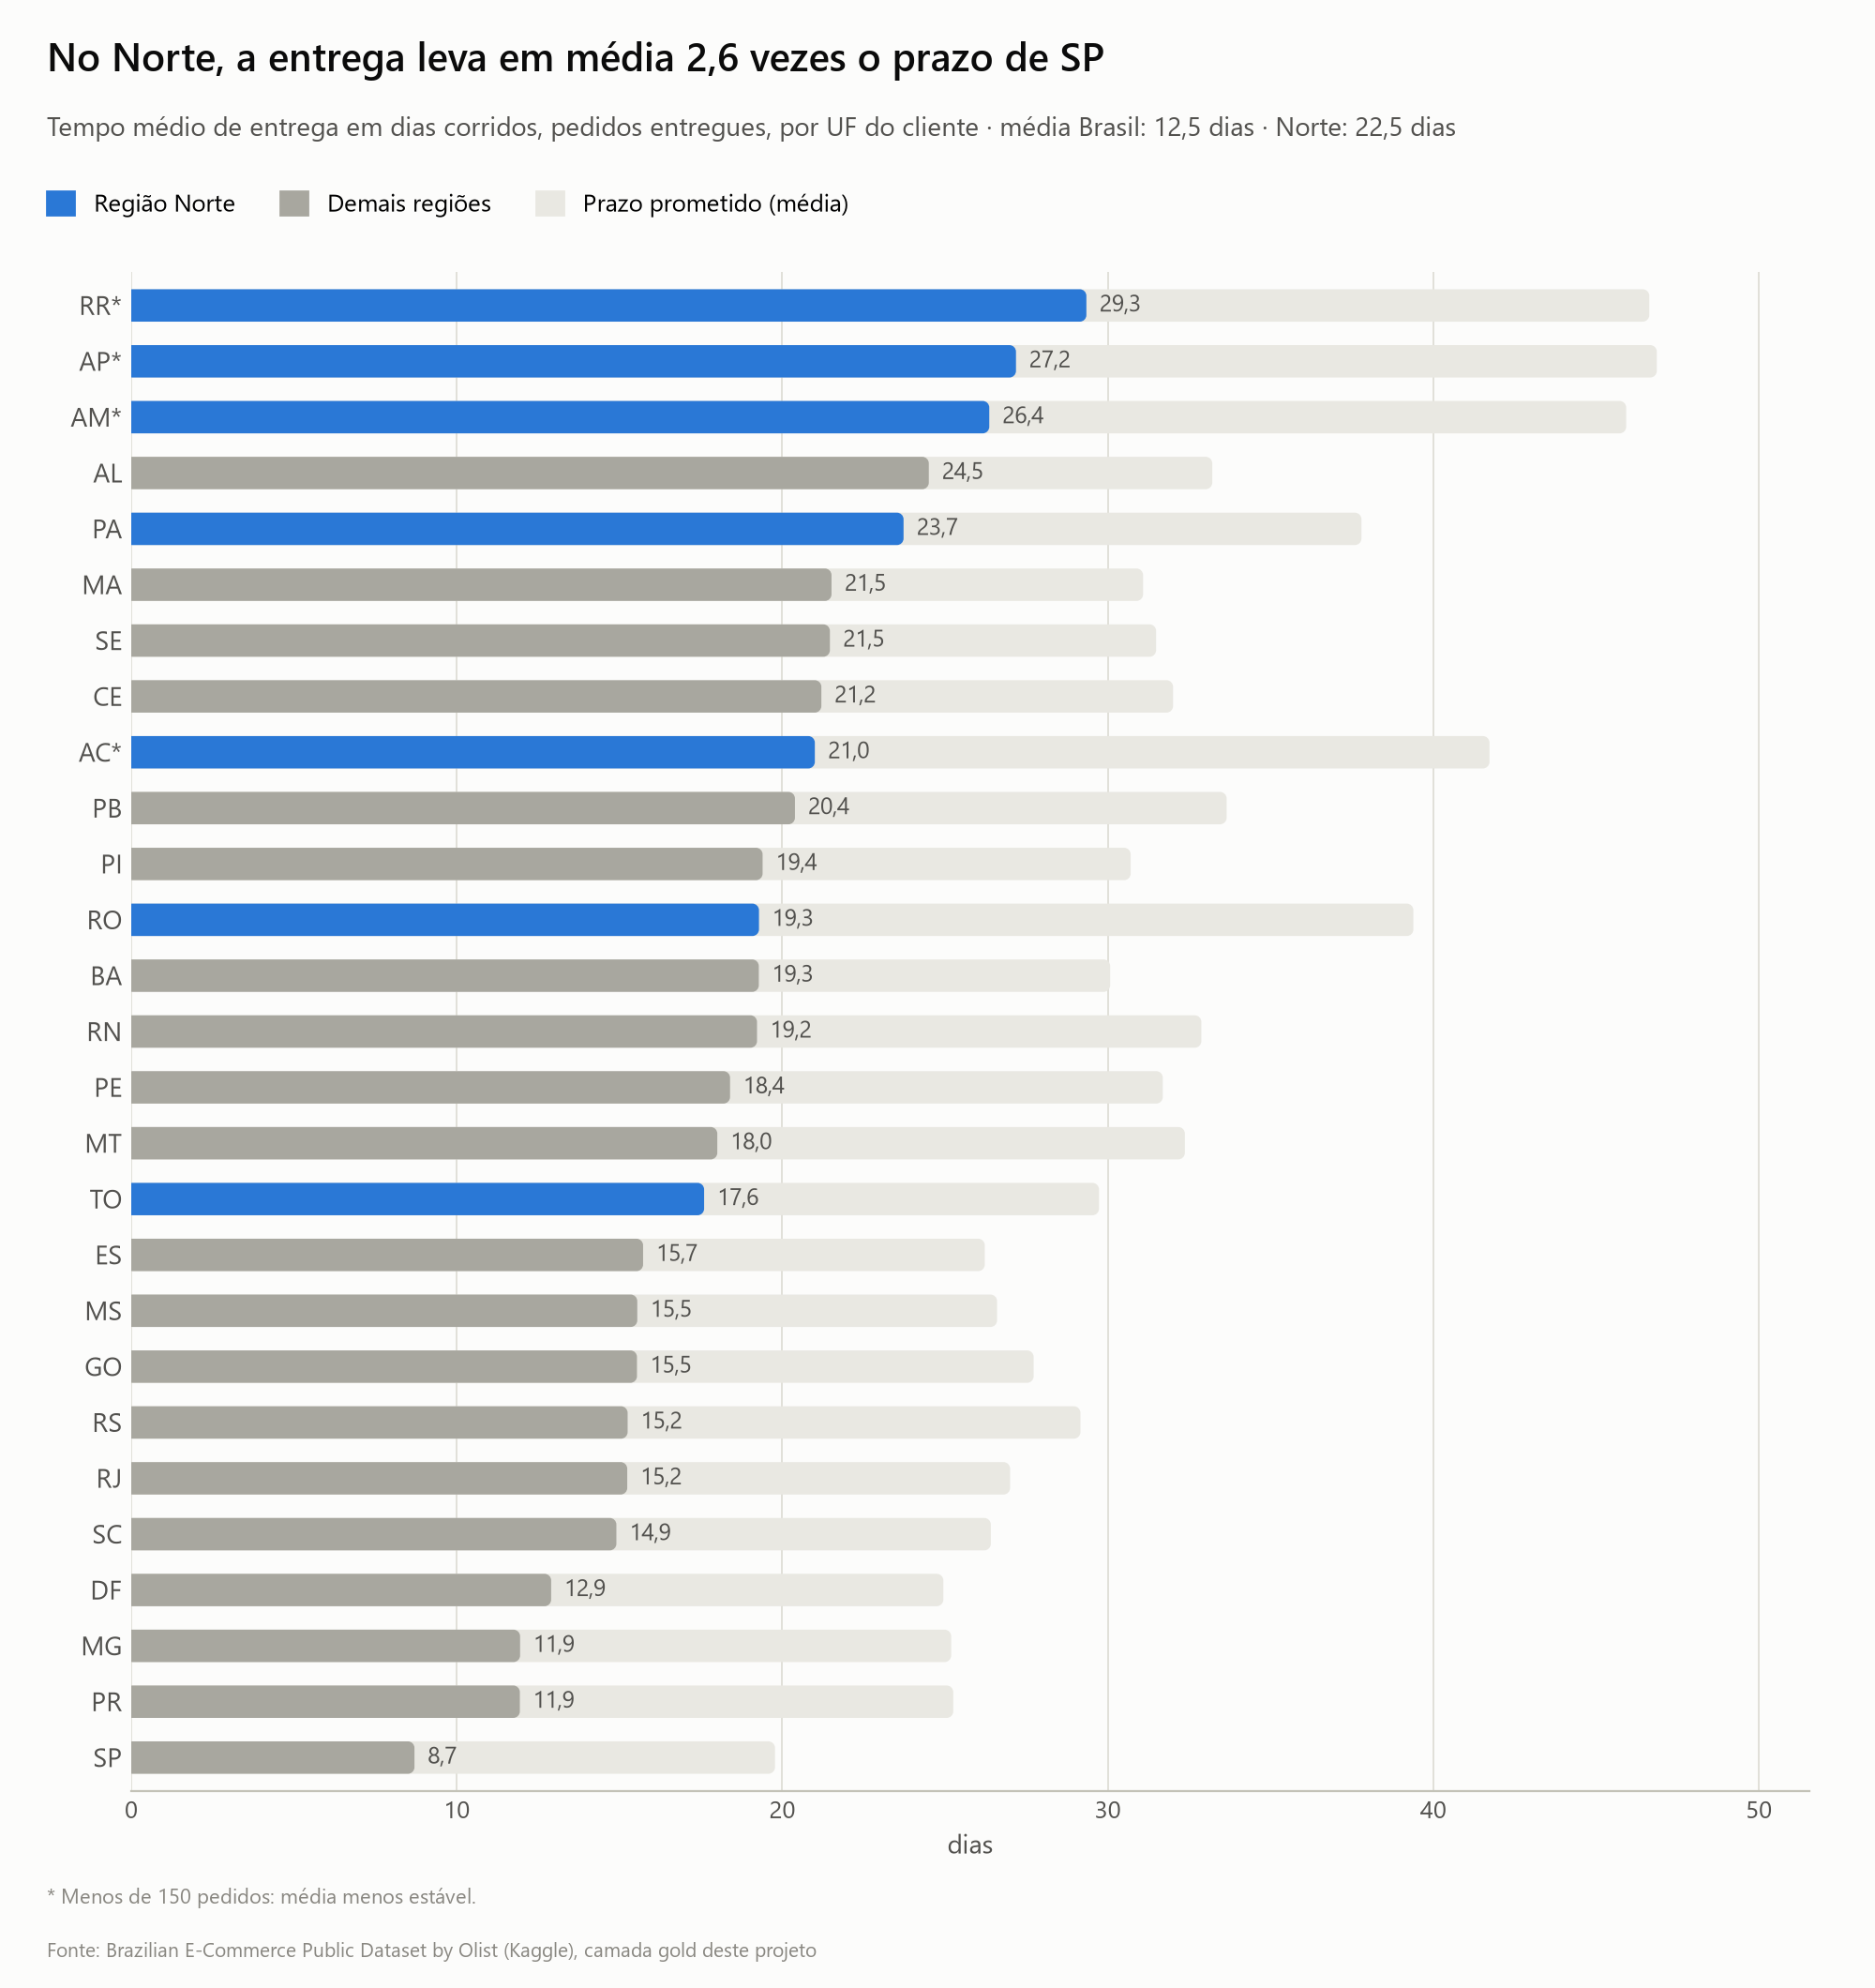 No Norte, a entrega leva em média 2,6 vezes o prazo de SP
Tempo médio de entrega em dias corridos, pedidos entregues, por UF do cliente · média Brasil: 12,5 dias · Norte: 22,5 dias
Região Norte Demais regiões Prazo prometido (média)
RR* 29,3
AP* 27,2
AM* 26,4
AL 24,5
PA 23,7
MA 21,5
SE 21,5
CE 21,2
AC* 21,0
PB 20,4
PI 19,4
RO 19,3
BA 19,3
RN 19,2
PE 18,4
MT 18,0
TO 17,6
ES 15,7
MS 15,5
GO 15,5
RS 15,2
RJ 15,2
SC 14,9
DF 12,9
MG 11,9
PR 11,9
SP 8,7
0 10 20 30 40 50
dias
* Menos de 150 pedidos: média menos estável.
Fonte: Brazilian E-Commerce Public Dataset by Olist (Kaggle), camada gold deste projeto